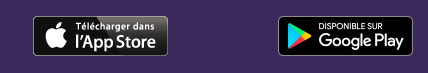 Télécharger dans
l'App Store
DISPONIBLE SUR
Google Play